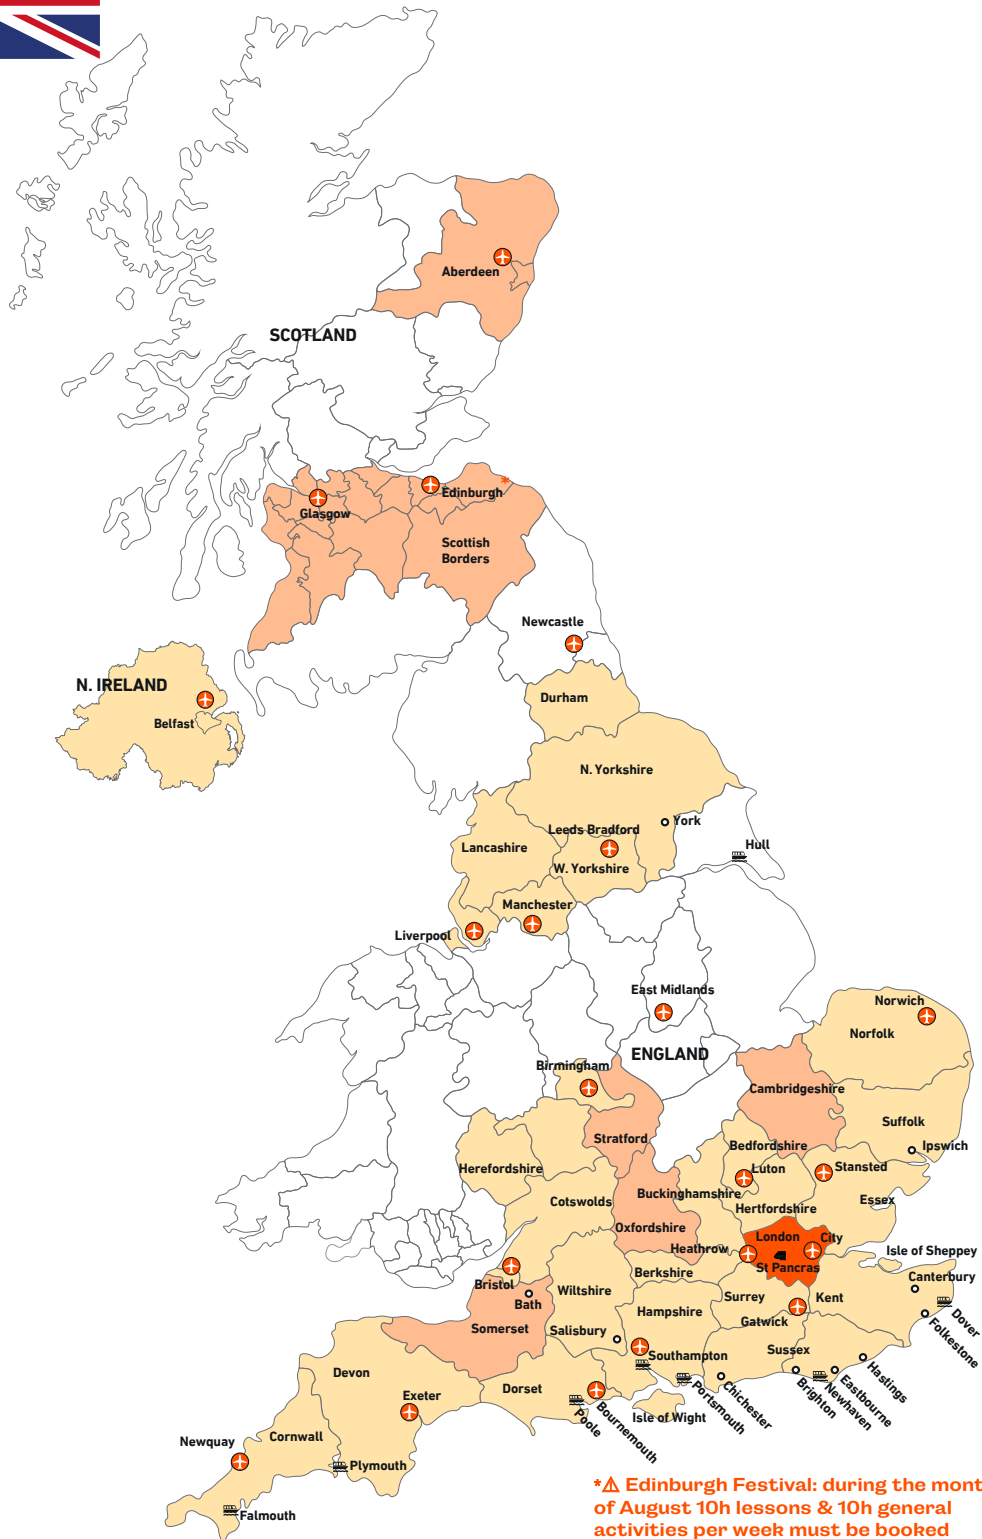 Aberdeen
SCOTLAND
*
Edinburgh
Glasgow
Scottish
Borders
Newcastle
N. IRELAND
Durham
Belfast
N. Yorkshire
York
Leeds Bradford
Hull
Lancashire
W. Yorkshire
Manchester
Liverpool
East Midlands
Norwich
Norfolk
ENGLAND
Birmingham
Cambridgeshire
Suffolk
Stratford
Bedfordshire
Ipswich
Herefordshire
Luton
Stansted
Buckinghamshire
Cotswolds
Essex
Hertfordshire
Oxfordshire
London
City
Heathrow
Isle of Sheppey
St Pancras
Berkshire
Canterbury
Bristol
Wiltshire
Surrey
Kent
Bath
Hampshire
Dover
Gatwick
Folkestone
Somerset
Salisbury
Sussex
Southampton
Devon
Hastings
Dorset
Eastbourne
Exeter
Portsmouth
Chichester
Brighton
Newhaven
Poole
Bournemouth
Isle of Wight
Cornwall
Newquay
Plymouth
Falmouth
*⚠ Edinburgh Festival: during the mont
of August 10h lessons & 10h general
activities per week must be booked